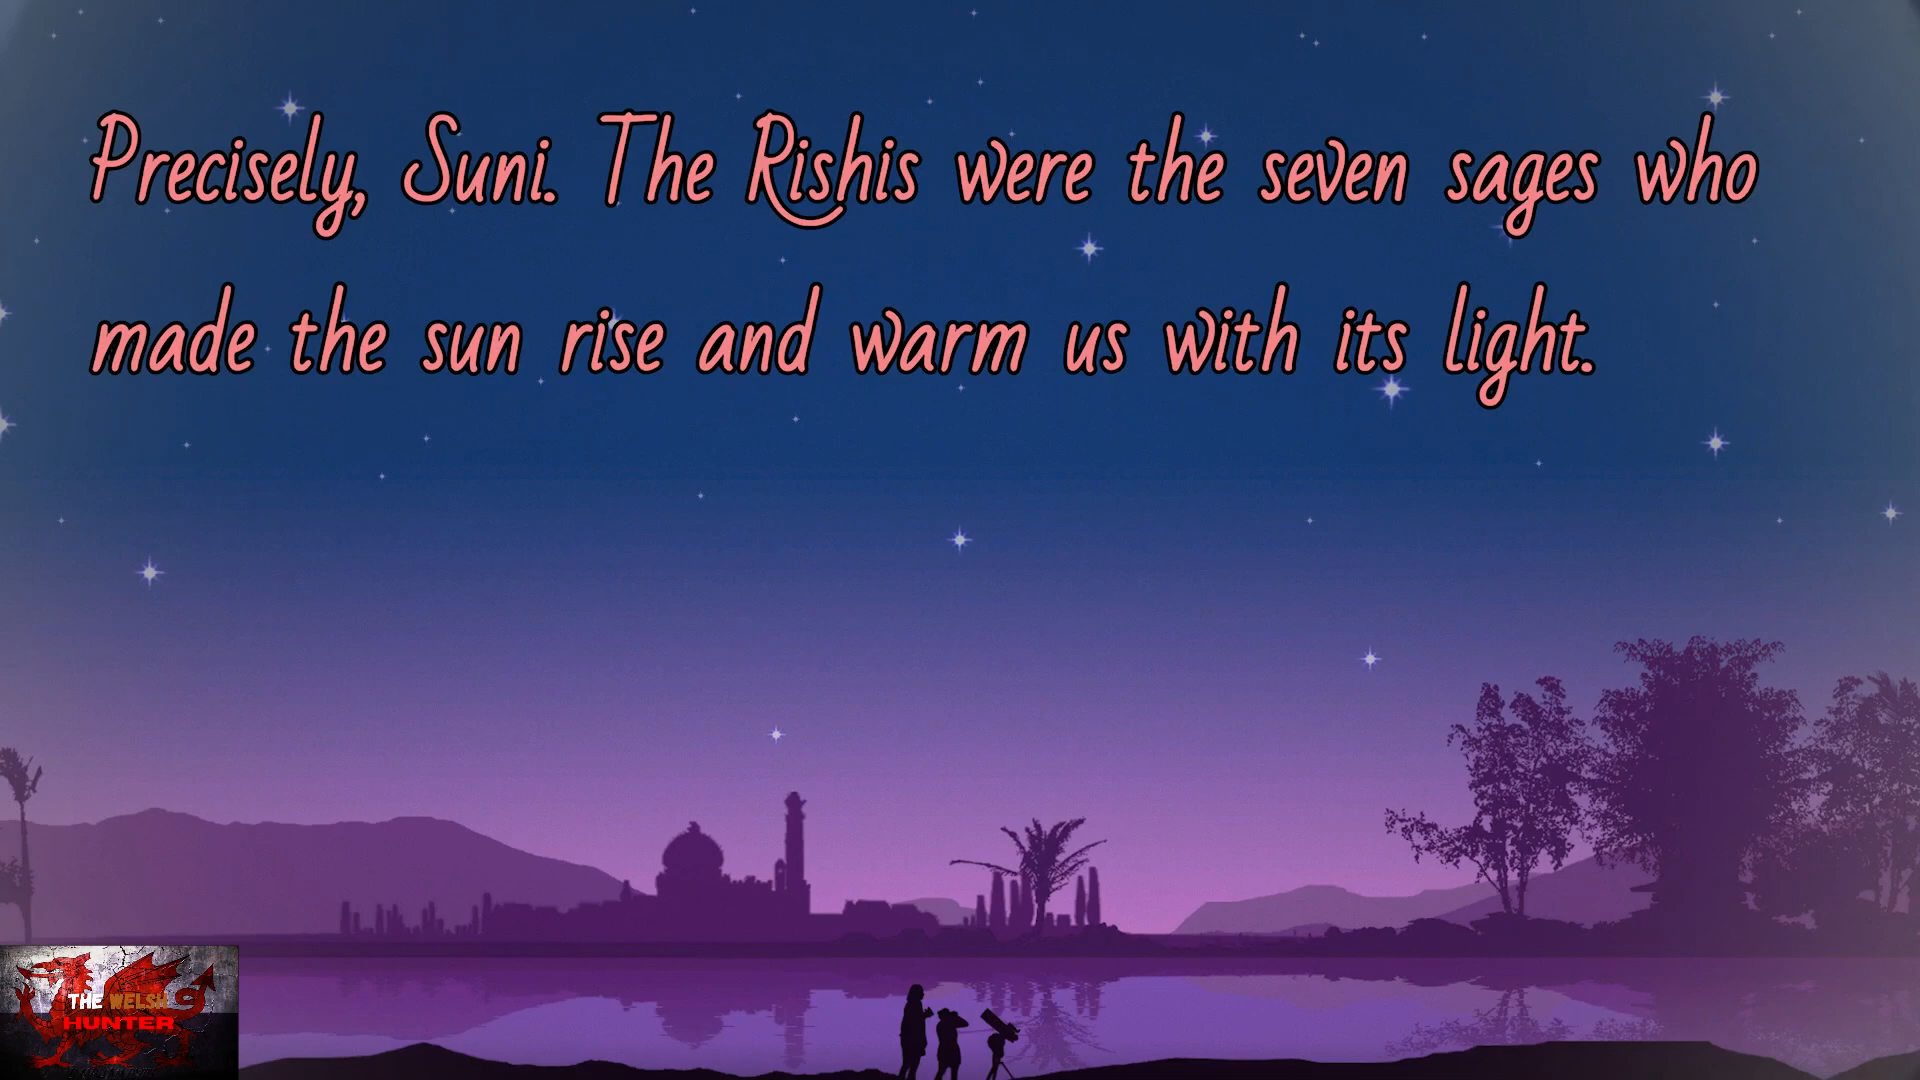 Precisely, Suni. The Rishis were the seven sages who
made the sun rise and warm us with its light.
THE WELSH
HUNTER